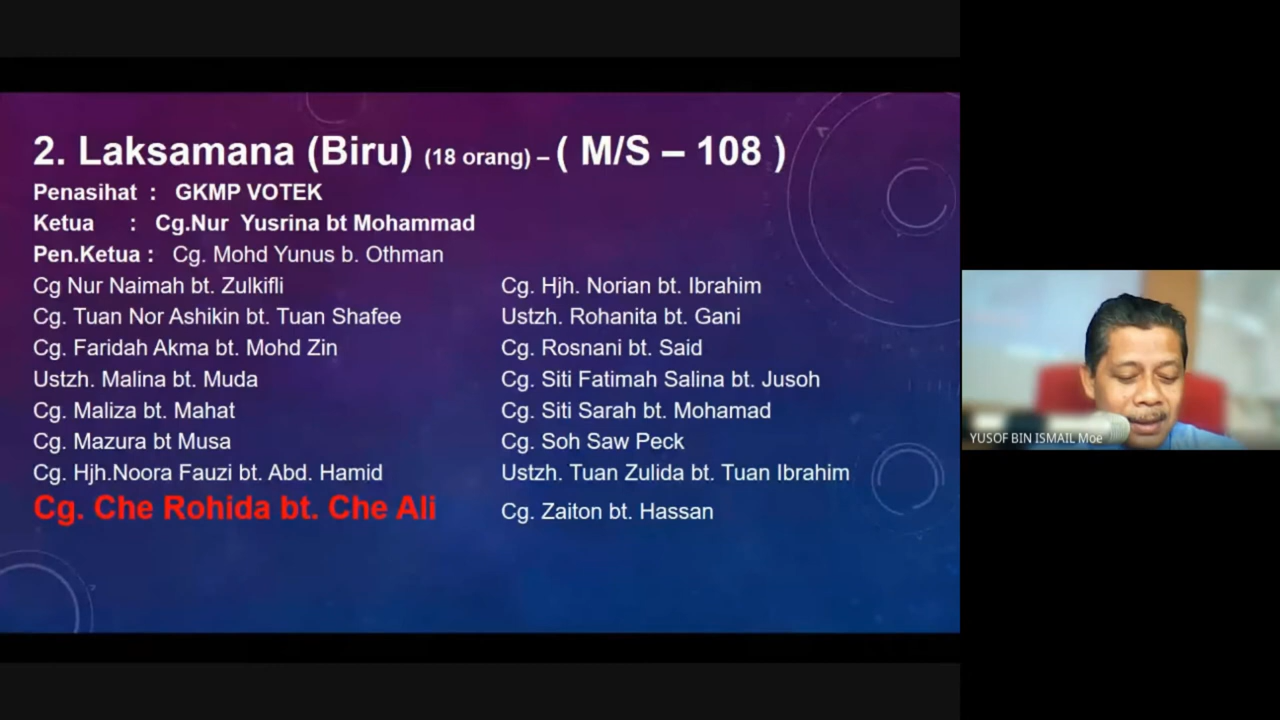 2. Laksamana (Biru) (18 orang) – ( M/S – 108 )
Penasihat : GKMP VOTEK
Ketua : Cg.Nur Yusrina bt Mohammad
Pen.Ketua : Cg. Mohd Yunus b. Othman
Cg Nur Naimah bt. Zulkifli
Cg. Tuan Nor Ashikin bt. Tuan Shafee
Cg. Faridah Akma bt. Mohd Zin
Ustzh. Malina bt. Muda
Cg. Maliza bt. Mahat
Cg. Mazura bt Musa
Cg. Hjh.Noora Fauzi bt. Abd. Hamid
Cg. Che Rohida bt. Che Ali
Cg. Hjh. Norian bt. Ibrahim
Ustzh. Rohanita bt. Gani
Cg. Rosnani bt. Said
Cg. Siti Fatimah Salina bt. Jusoh
Cg. Siti Sarah bt. Mohamad
Cg. Soh Saw Peck
Ustzh. Tuan Zulida bt. Tuan Ibrahim
Cg. Zaiton bt. Hassan
YUSOF BIN ISMAIL Moe